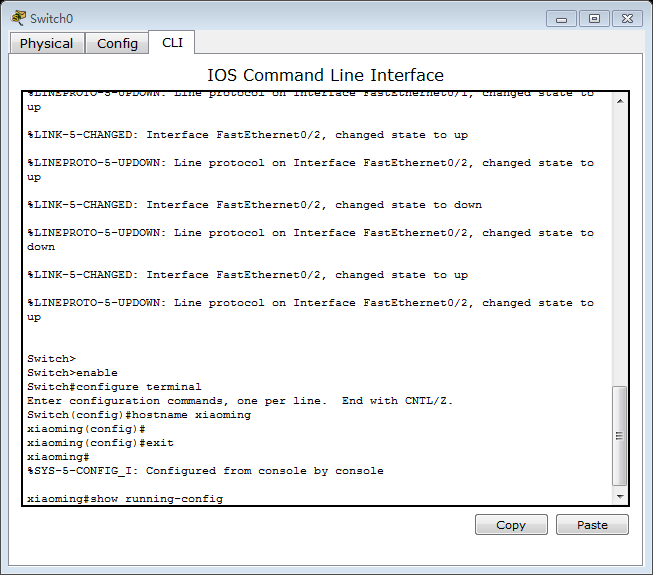 Switch0
Physical Config CLI
IOS Command Line Interface
%LINEPROTO-5-UPDOWN: Line protocol on Interface FastEthernet0/1, changed state to
up
%LINK-5-CHANGED: Interface FastEthernet0/2, changed state to up
%LINEPROTO-5-UPDOWN: Line protocol on Interface FastEthernet0/2, changed state to
up
%LINK-5-CHANGED: Interface FastEthernet0/2, changed state to down
%LINEPROTO-5-UPDOWN: Line protocol on Interface FastEthernet0/2, changed state to
down
%LINK-5-CHANGED: Interface FastEthernet0/2, changed state to up
%LINEPROTO-5-UPDOWN: Line protocol on Interface FastEthernet0/2, changed state to
up
Switch>
Switch>enable
Switch#configure terminal
Enter configuration commands, one per line.  End with CNTL/Z.
Switch(config)#hostname xiaoming
xiaoming(config)#
xiaoming(config)#exit
xiaoming#
%SYS-5-CONFIG_I: Configured from console by console
xiaoming#show running-config
Copy Paste